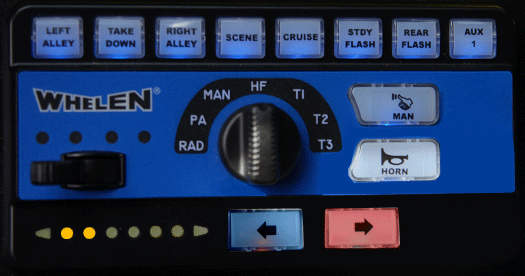 LEFT ALLEY
TAKE DOWN
RIGHT ALLEY
SCENE
CRUISE
STDY FLASH
REAR FLASH
AUX 1
WHELEN®
RAD
PA
MAN
HF
T1
T2
T3
MAN
HORN